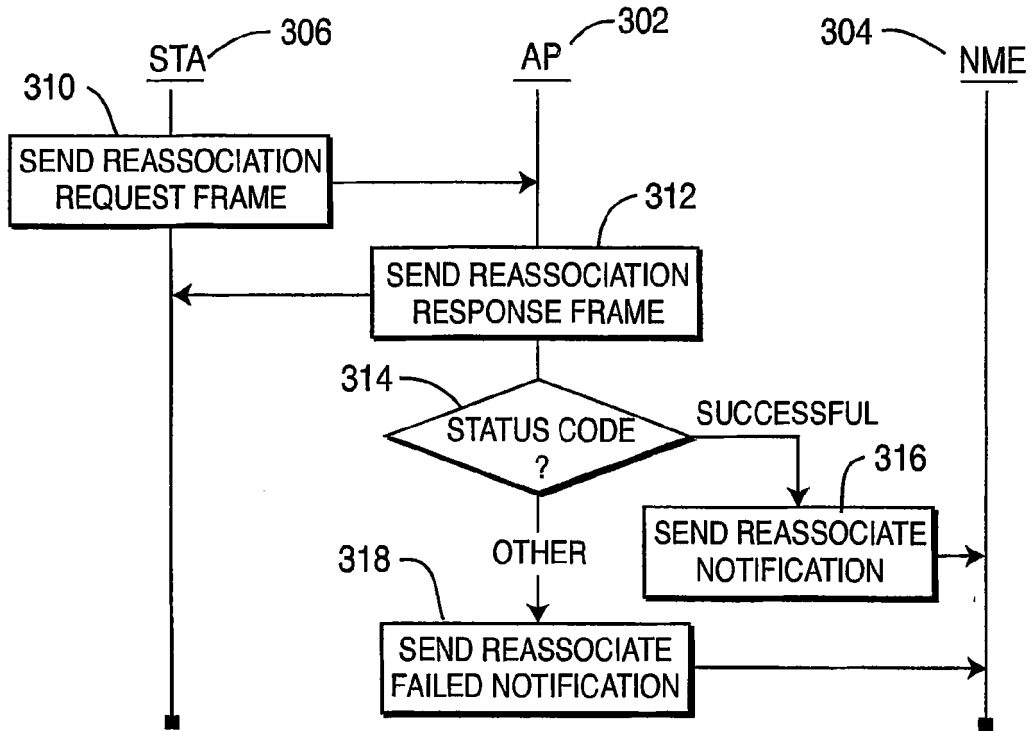 306
302
304
STA
AP
NME
310
SEND REASSOCIATION
REQUEST FRAME
312
SEND REASSOCIATION
RESPONSE FRAME
314
STATUS CODE
?
SUCCESSFUL
316
SEND REASSOCIATE
NOTIFICATION
OTHER
318
SEND REASSOCIATE
FAILED NOTIFICATION